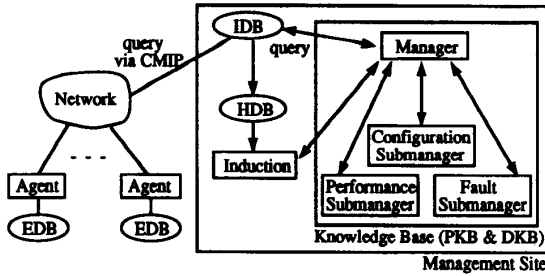 IDB
query
via CMIP
query
Manager
Network
HDB
Configuration
Submanager
Induction
Agent
Agent
Performance
Submanager
Fault
Submanager
EDB
EDB
Knowledge Base (PKB & DKB)
Management Site